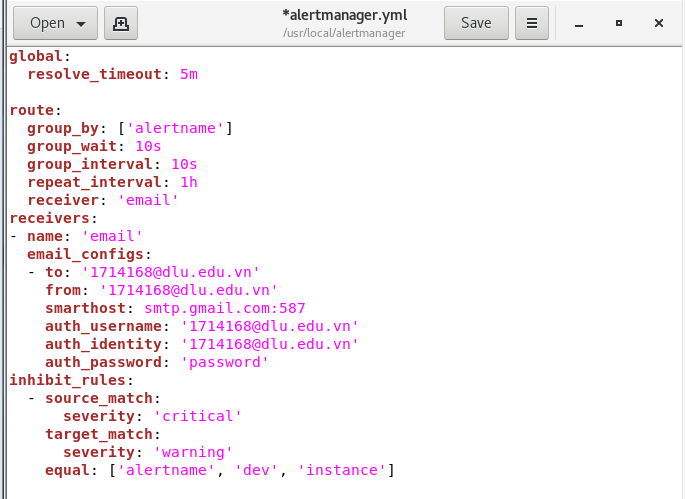 Open
*alertmanager.yml
/usr/local/alertmanager
Save
global:
  resolve_timeout: 5m

route:
  group_by: ['alertname']
  group_wait: 10s
  group_interval: 10s
  repeat_interval: 1h
  receiver: 'email'
receivers:
- name: 'email'
  email_configs:
  - to: '1714168@dlu.edu.vn'
    from: '1714168@dlu.edu.vn'
    smarthost: smtp.gmail.com:587
    auth_username: '1714168@dlu.edu.vn'
    auth_identity: '1714168@dlu.edu.vn'
    auth_password: 'password'
inhibit_rules:
  - source_match:
      severity: 'critical'
    target_match:
      severity: 'warning'
    equal: ['alertname', 'dev', 'instance']